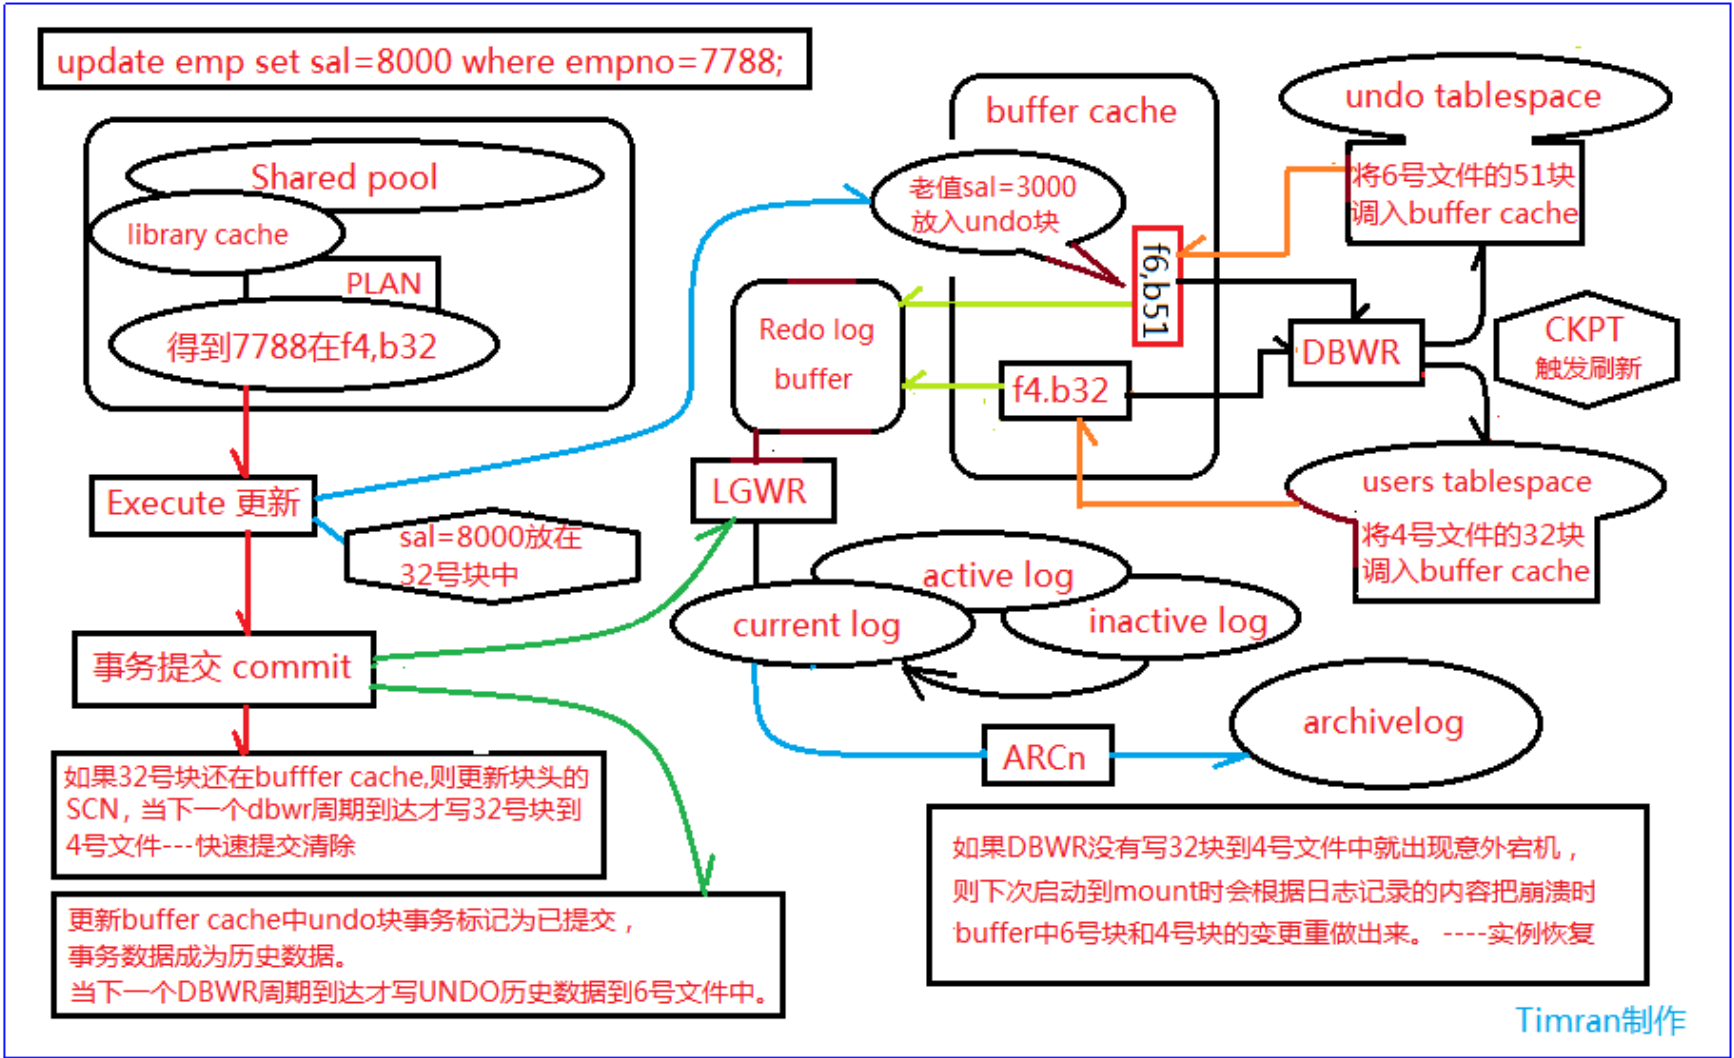 update emp set sal=8000 where empno=7788;
Shared pool
library cache
PLAN
得到7788在f4,b32
Execute 更新
sal=8000放在
32号块中
事务提交 commit
如果32号块还在bufffer cache,则更新块头的
SCN，当下一个dbwr周期到达才写32号块到
4号文件---快速提交清除
更新buffer cache中undo块事务标记为已提交，
事务数据成为历史数据。
当下一个DBWR周期到达才写UNDO历史数据到6号文件中。
buffer cache
老值sal=3000
放入undo块
f6,b51
Redo log
buffer
f4.b32
LGWR
undo tablespace
将6号文件的51块
调入buffer cache
DBWR
CKPT
触发刷新
users tablespace
将4号文件的32块
调入buffer cache
active log
current log
inactive log
ARCn
archivelog
如果DBWR没有写32块到4号文件中就出现意外宕机，
则下次启动到mount时会根据日志记录的内容把崩溃时
buffer中6号块和4号块的变更重做出来。 ----实例恢复
Timran制作